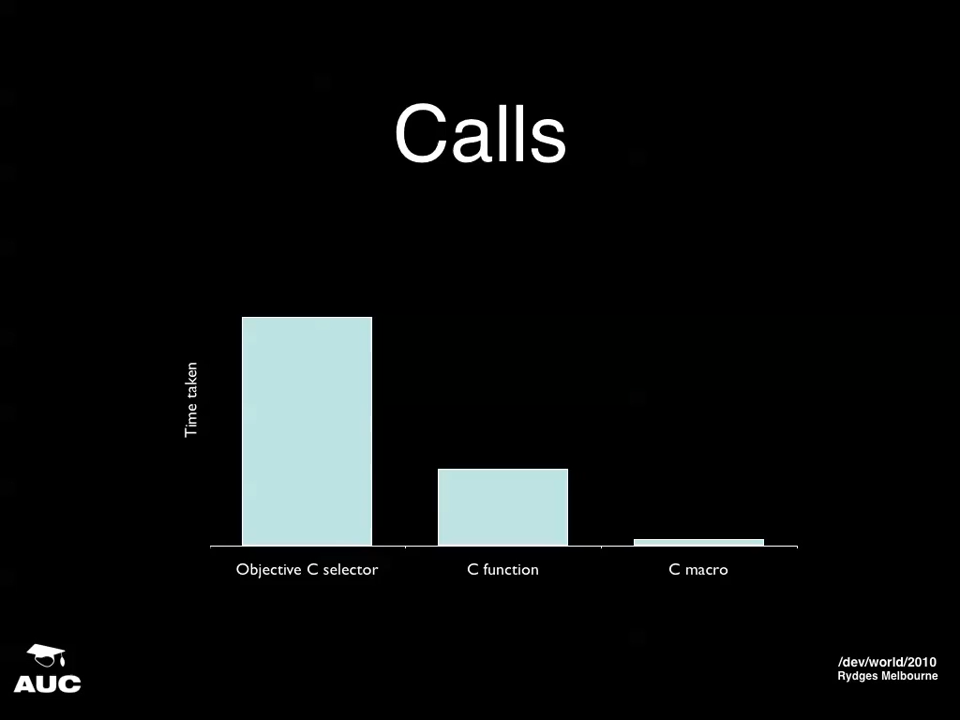 Calls
Time taken
Objective C selector
C function
C macro
AUC
/dev/world/2010
Rydges Melbourne